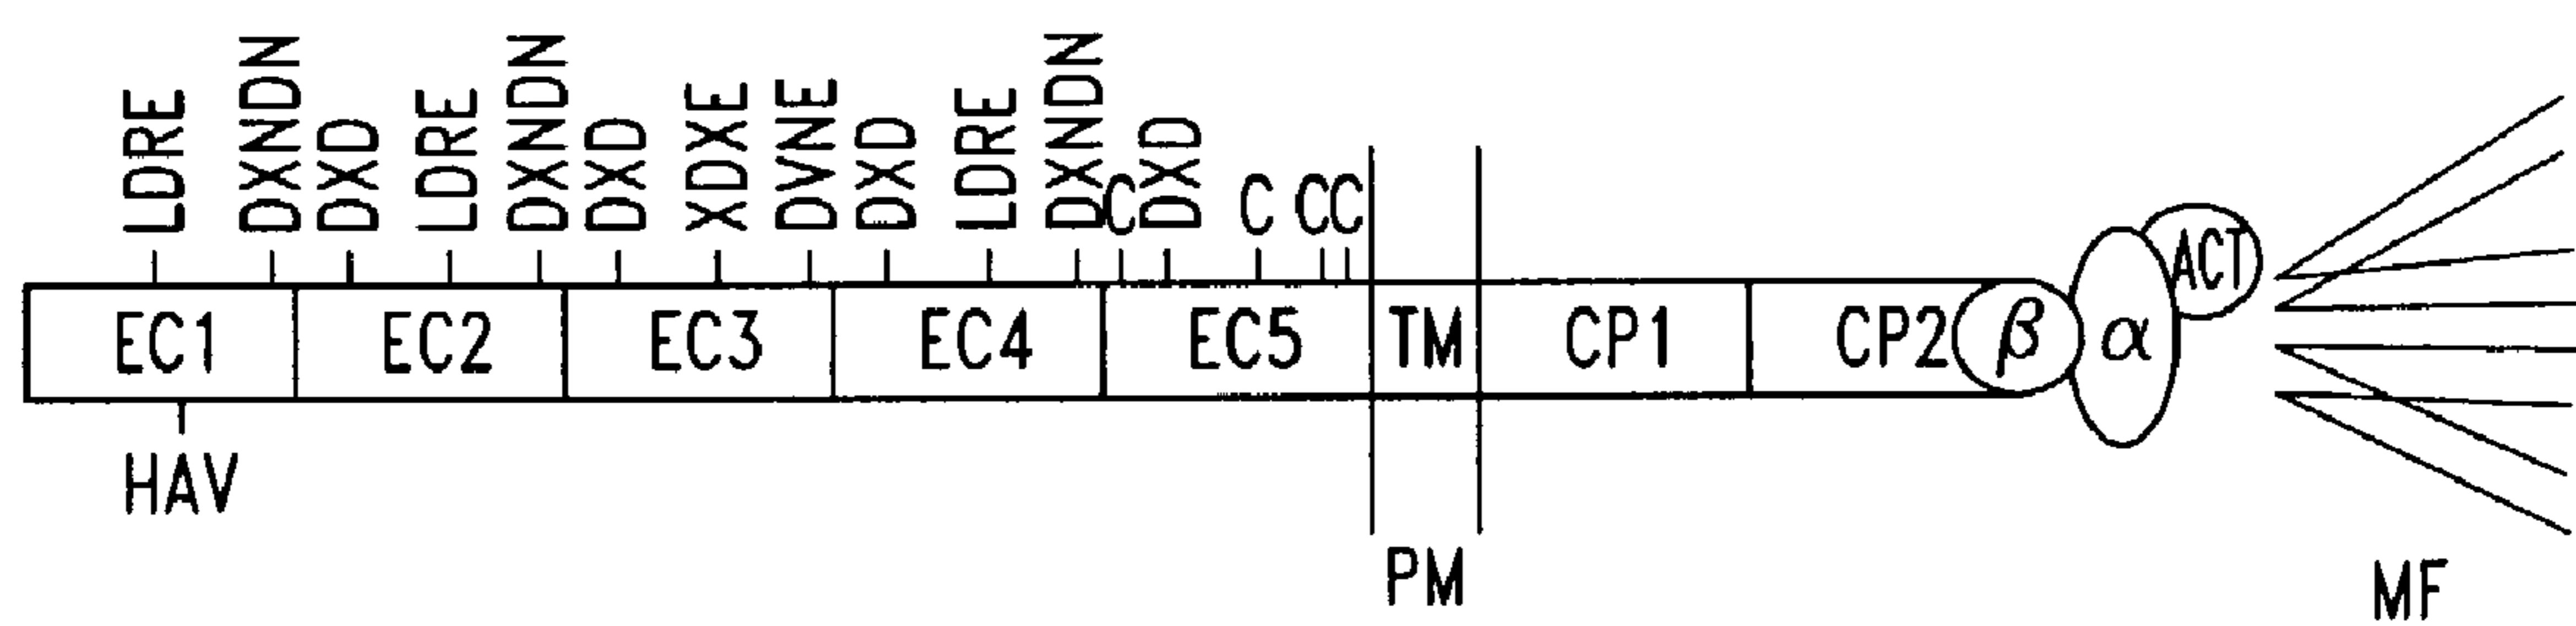 LDRE DXNDN DXD LDRE DXNDN DXD XDXE DVNE DXD LDRE DXNDN C DXD C C C
EC1 EC2 EC3 EC4 EC5 TM CP1 CP2 β α ACT
HAV
PM
MF